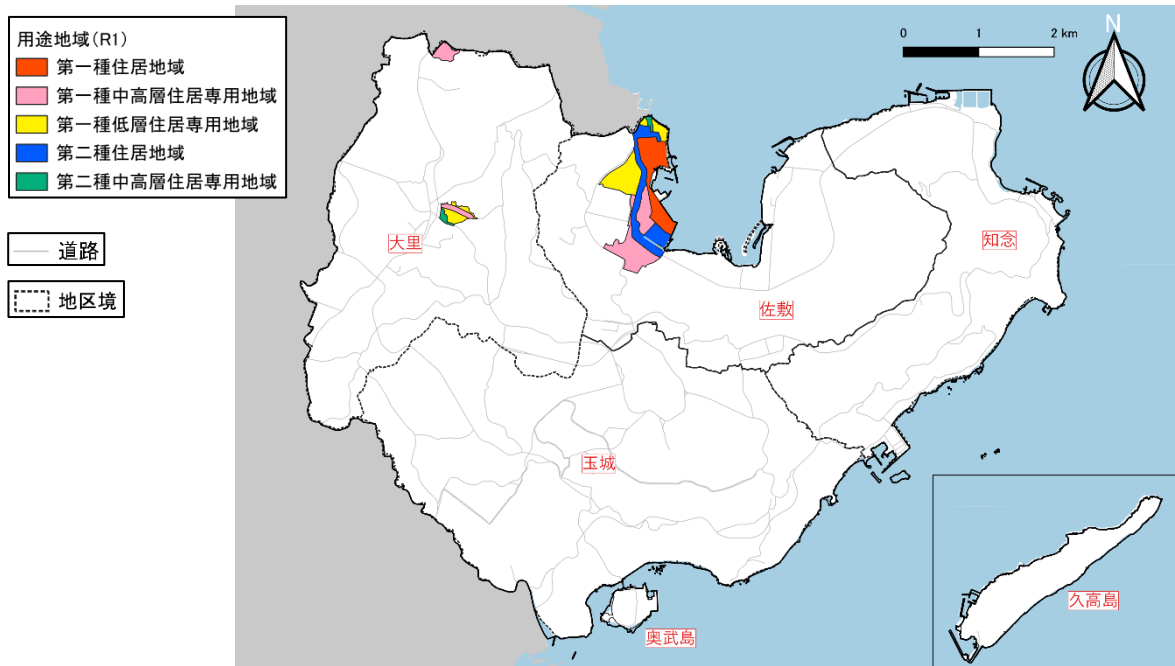 用途地域(R1)
第一種住居地域
第一種中高層住居専用地域
第一種低層住居専用地域
第二種住居地域
第二種中高層住居専用地域
道路
地区境
0 1 2 km
N
大里
知念
佐敷
玉城
奥武島
久高島